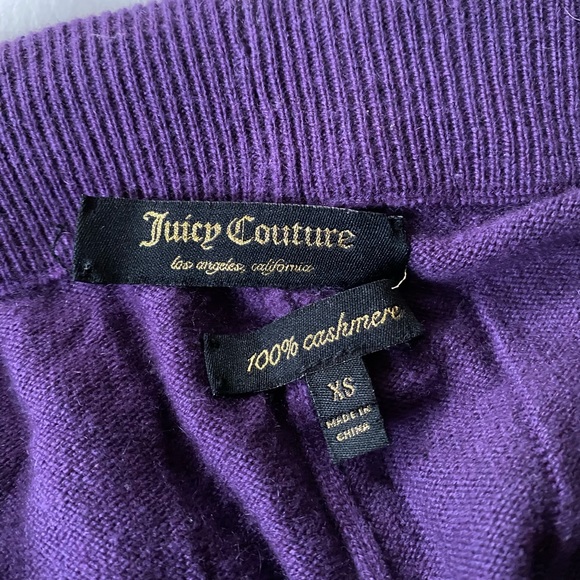 Juicy Couture
los angeles, california
100% cashmere
XS
MADE IN
CHINA